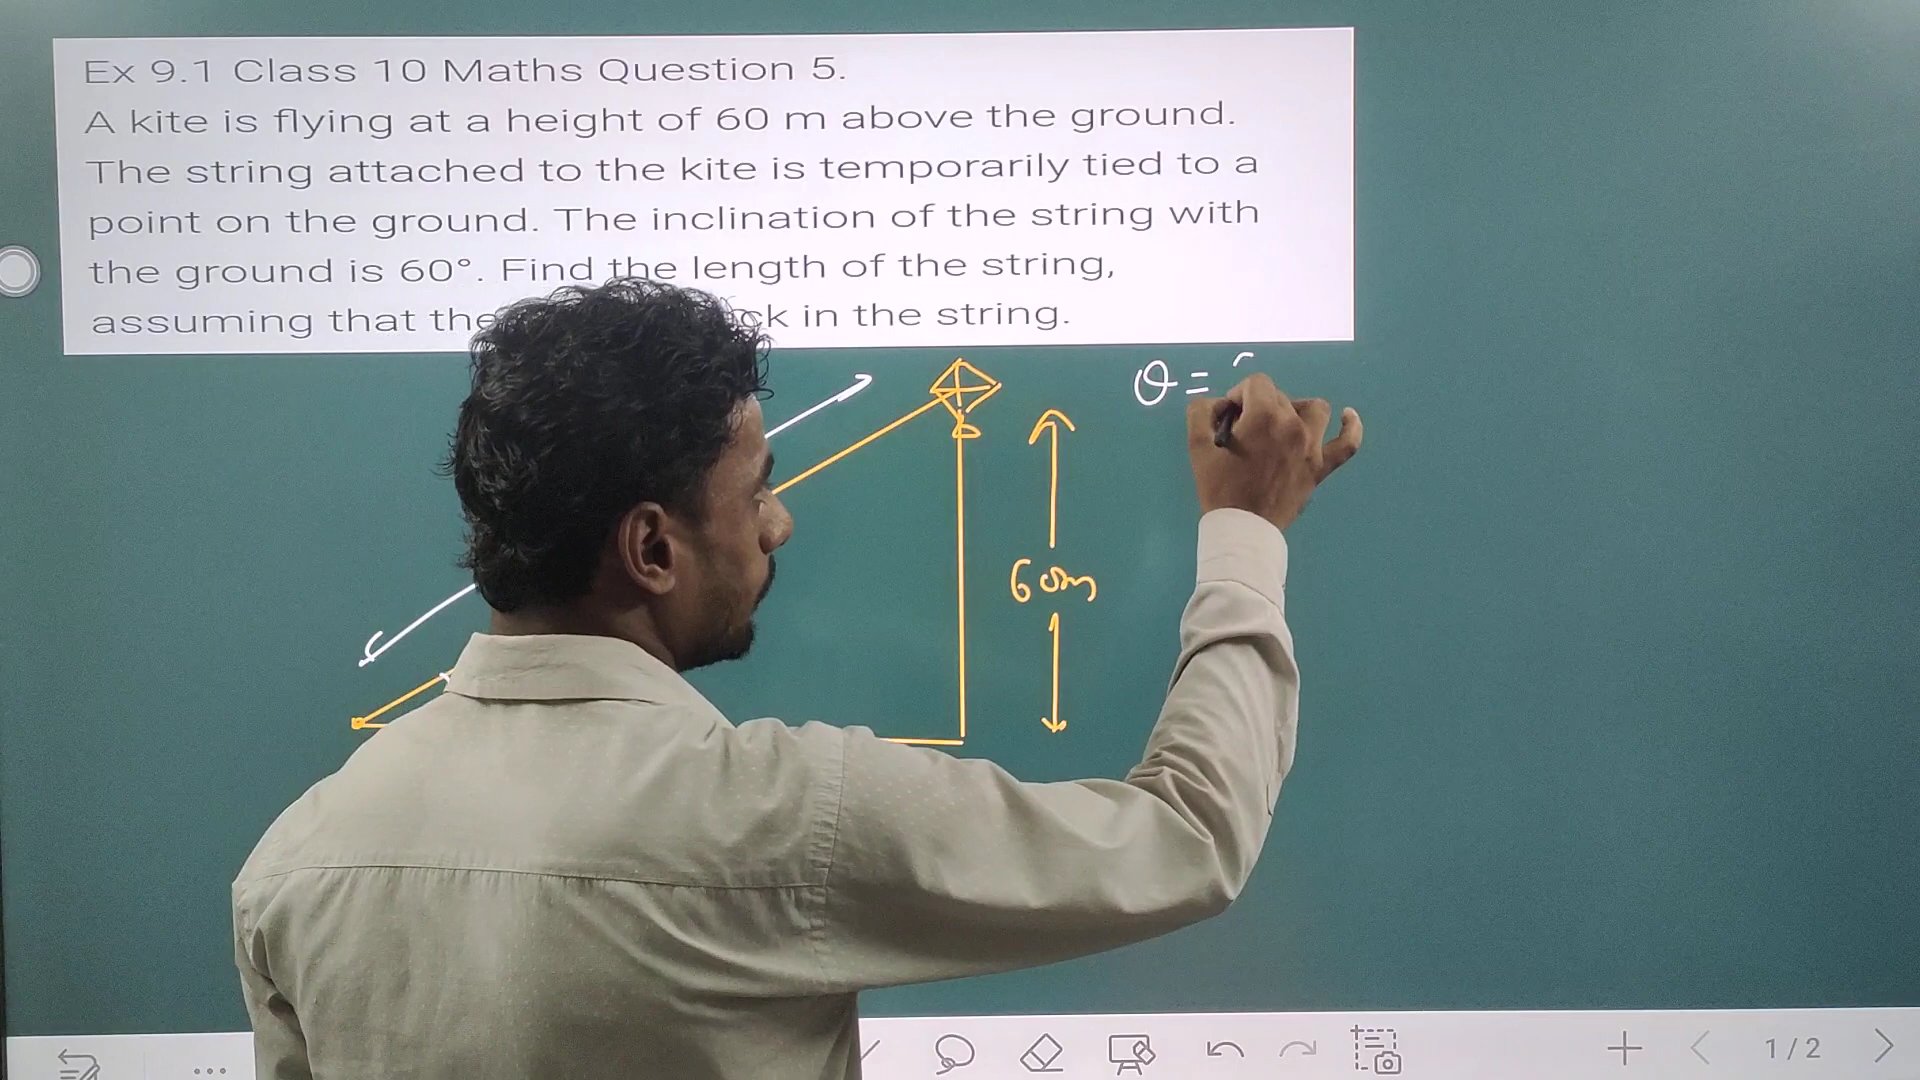 Ex 9.1 Class 10 Maths Question 5.
A kite is flying at a height of 60 m above the ground.
The string attached to the kite is temporarily tied to a
point on the ground. The inclination of the string with
the ground is 60°. Find the length of the string,
assuming that the in the string.
θ =
60m
1/2